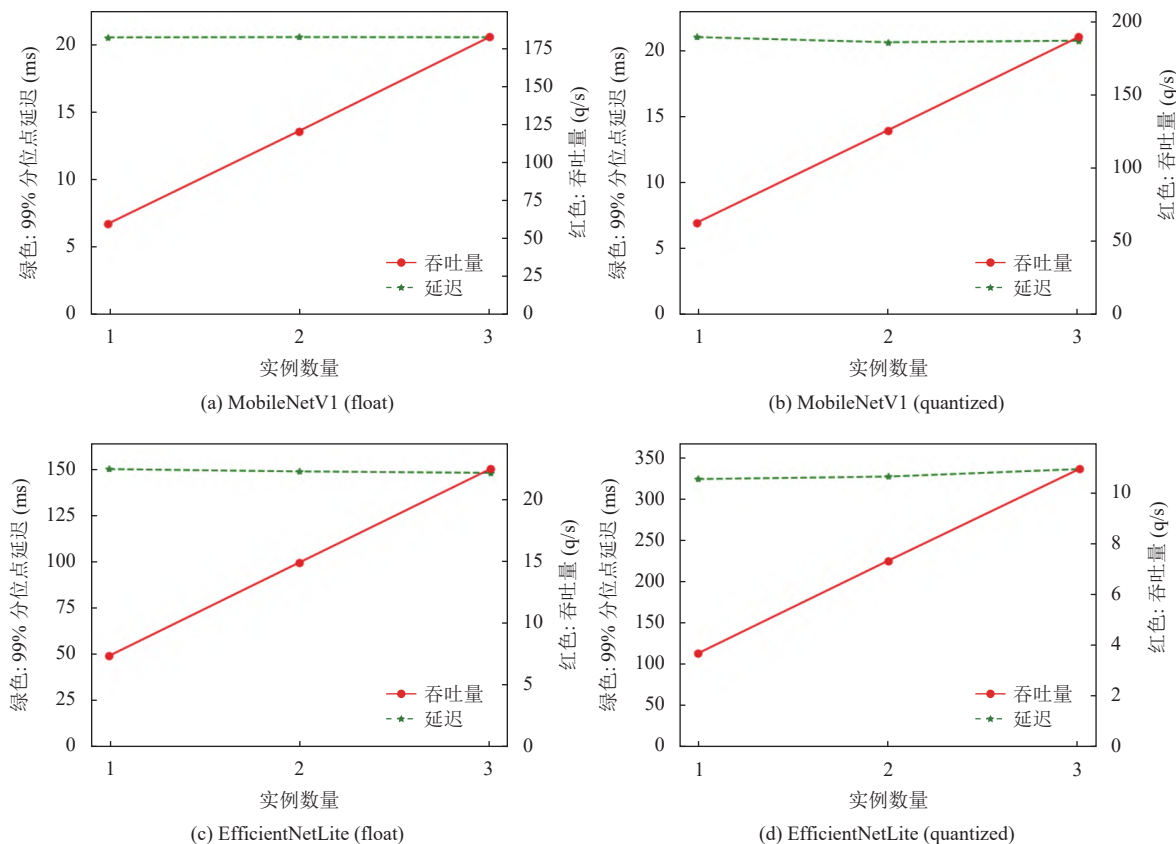 绿色: 99% 分位点延迟 (ms)
20
15
10
5
0
175
150
125
100
75
50
25
0
红色: 吞吐量 (q/s)
吞吐量
延迟
1 2 3
实例数量
(a) MobileNetV1 (float)
绿色: 99% 分位点延迟 (ms)
20
15
10
5
0
200
150
100
50
0
红色: 吞吐量 (q/s)
吞吐量
延迟
1 2 3
实例数量
(b) MobileNetV1 (quantized)
绿色: 99% 分位点延迟 (ms)
150
125
100
75
50
25
0
20
15
10
5
0
红色: 吞吐量 (q/s)
吞吐量
延迟
1 2 3
实例数量
(c) EfficientNetLite (float)
绿色: 99% 分位点延迟 (ms)
350
300
250
200
150
100
50
0
10
8
6
4
2
0
红色: 吞吐量 (q/s)
吞吐量
延迟
1 2 3
实例数量
(d) EfficientNetLite (quantized)